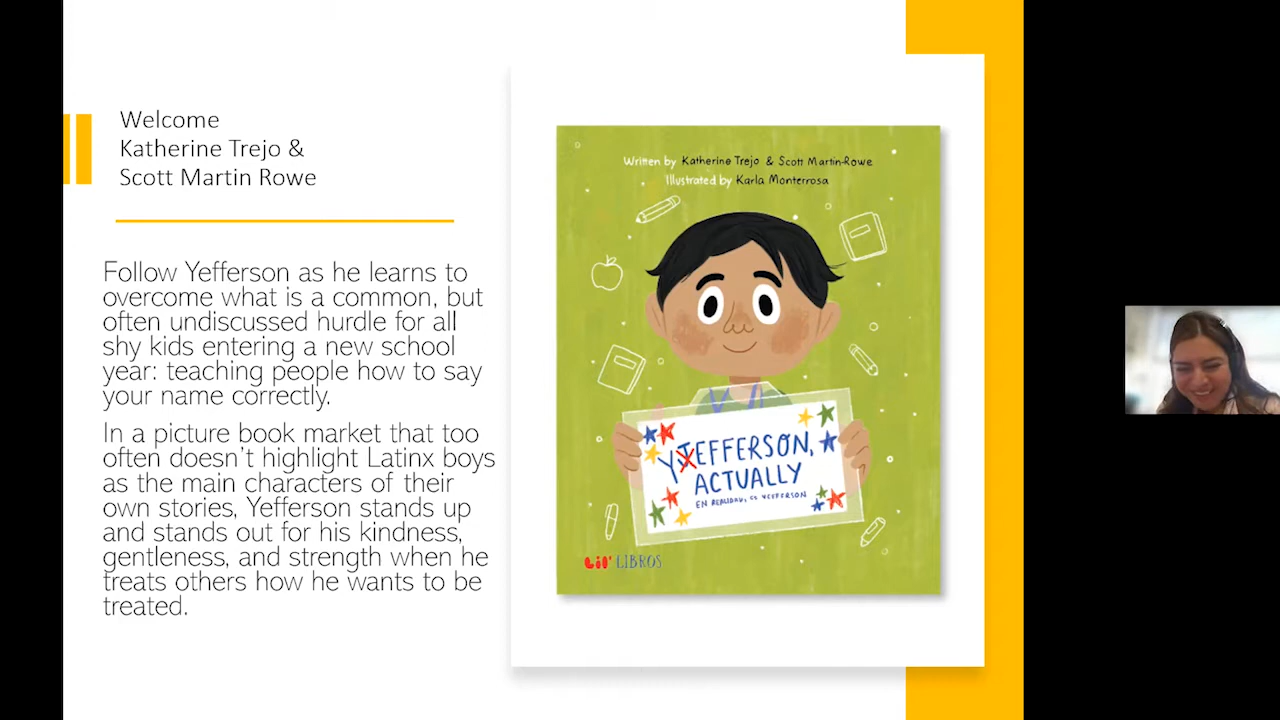 Welcome
Katherine Trejo &
Scott Martin Rowe
Follow Yefferson as he learns to
overcome what is a common, but
often undiscussed hurdle for all
shy kids entering a new school
year: teaching people how to say
your name correctly.
In a picture book market that too
often doesn't highlight Latinx boys
as the main characters of their
own stories, Yefferson stands up
and stands out for his kindness,
gentleness, and strength when he
treats others how he wants to be
treated.
Written by Katherine Trejo & Scott Martin-Rowe
Illustrated by Karla Monterrosa
YJEFFERSON,
ACTUALLY
EN REALIDAD, ES YEFFERSON
Lil' LIBROS